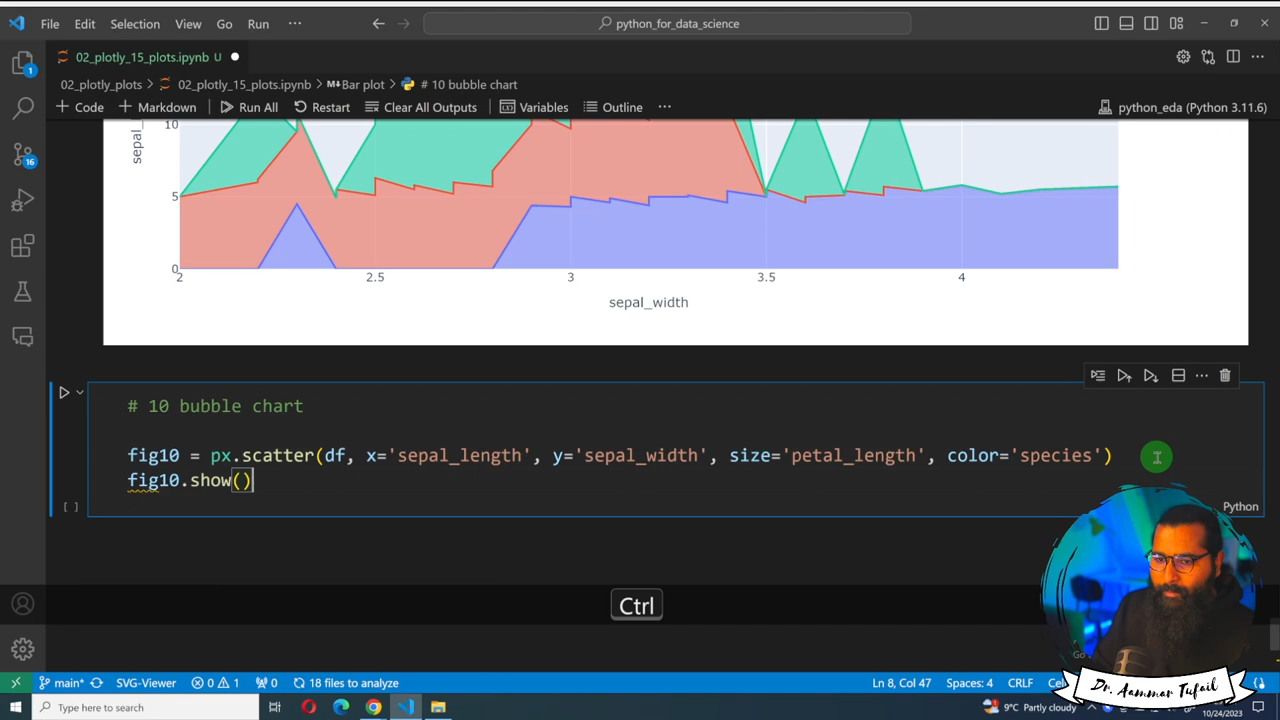 File Edit Selection View Go Run ··· python_for_data_science
02_plotly_15_plots.ipynb U
02_plotly_plots > 02_plotly_15_plots.ipynb > Bar plot > # 10 bubble chart
+ Code + Markdown Run All Restart Clear All Outputs Variables Outline ··· python_eda (Python 3.11.6)
10
5
0
sepal_
2 2.5 3 3.5 4
sepal_width
# 10 bubble chart
fig10 = px.scatter(df, x='sepal_length', y='sepal_width', size='petal_length', color='species')
fig10.show()
[ ] Python
Ctrl
1
16
main* SVG-Viewer 0 1 0 18 files to analyze Ln 8, Col 47 Spaces: 4 CRLF
Dr. Aammar Tufail
Type here to search 9°C Partly cloudy 10/24/2023